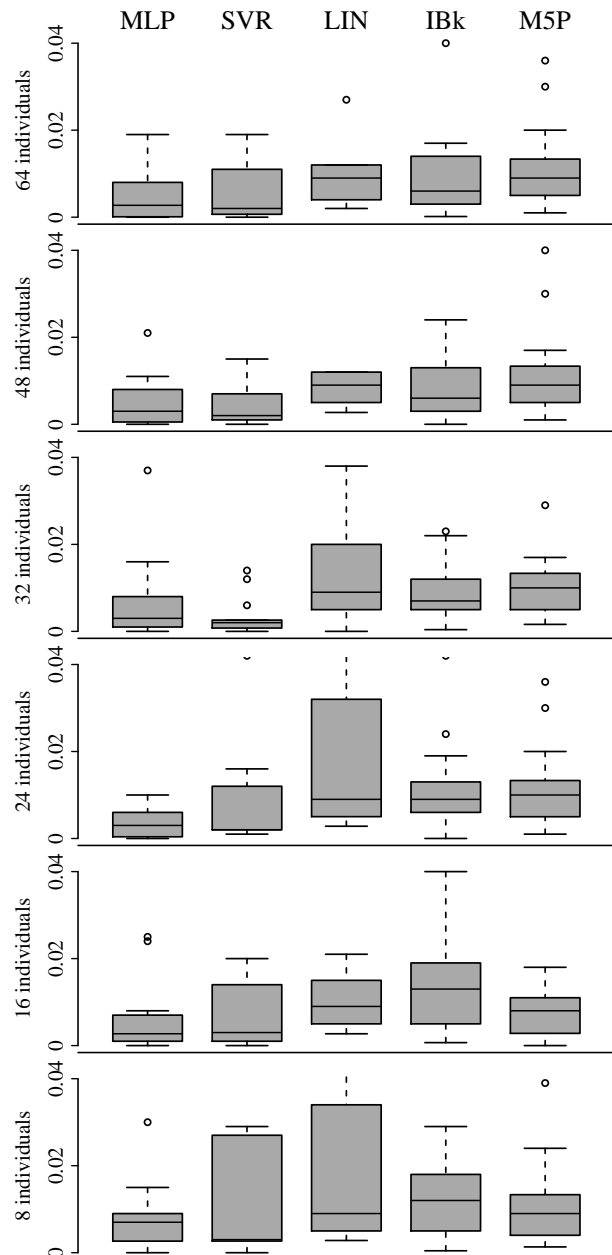 MLP SVR LIN IBk M5P
64 individuals
0 0.02 0.04
48 individuals
0 0.02 0.04
32 individuals
0 0.02 0.04
24 individuals
0 0.02 0.04
16 individuals
0 0.02 0.04
8 individuals
0 0.02 0.04